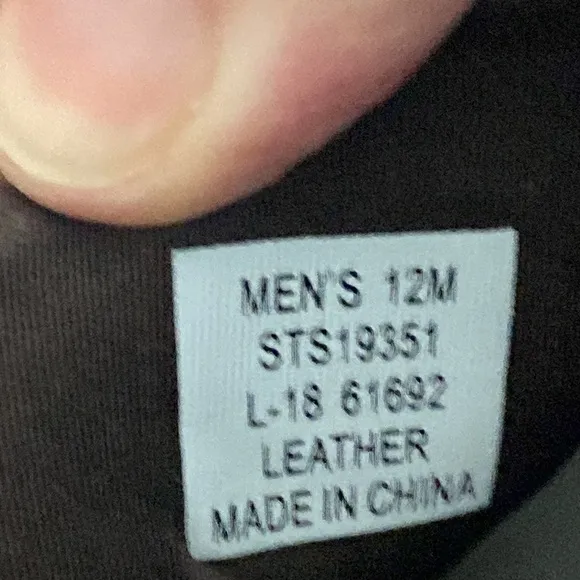 MEN'S 12M
STS19351
L-18 61692
LEATHER
MADE IN CHINA